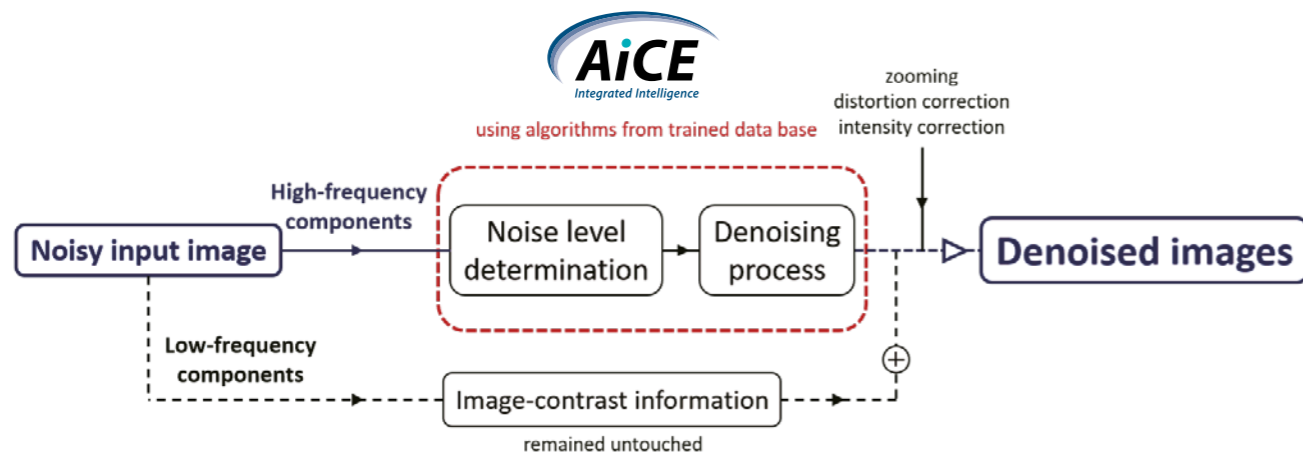 AiCE
Integrated Intelligence
using algorithms from trained data base
zooming
distortion correction
intensity correction
High-frequency
components
Noisy input image
Noise level
determination
Denoising
process
Denoised images
Low-frequency
components
Image-contrast information
remained untouched